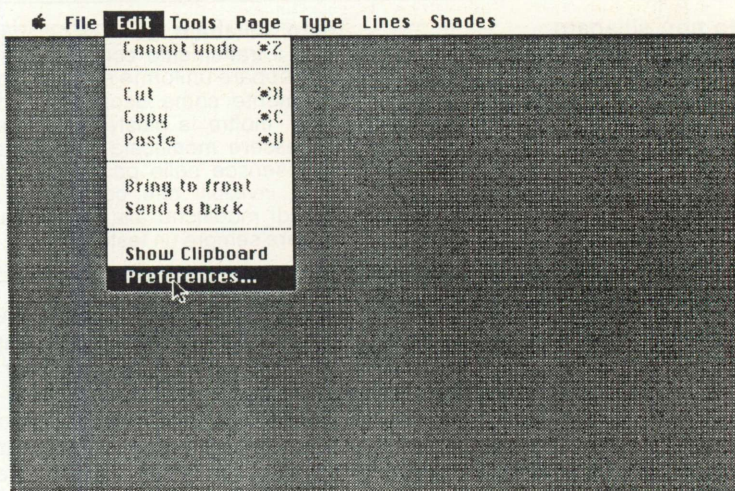 File Edit Tools Page Type Lines Shades
Cannot undo ⌘Z
Cut ⌘X
Copy ⌘C
Paste ⌘V
Bring to front
Send to back
Show Clipboard
Preferences...